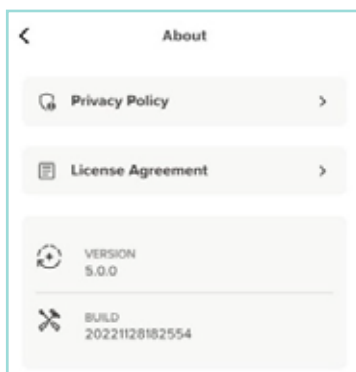 About
Privacy Policy
License Agreement
VERSION
5.0.0
BUILD
20221128182554